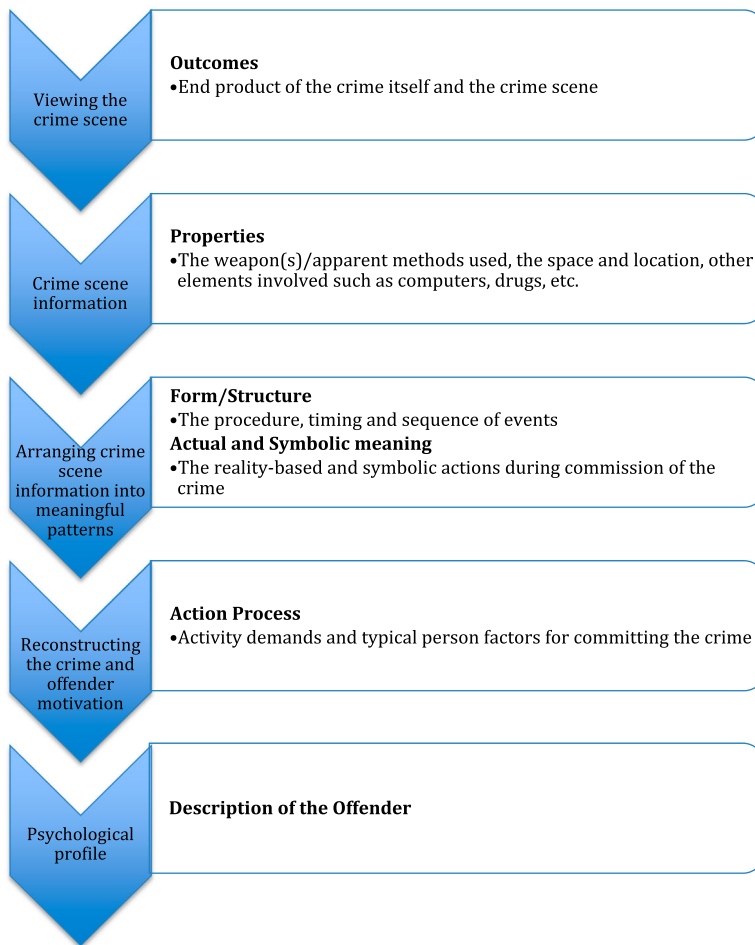 Viewing the
crime scene
Outcomes
•End product of the crime itself and the crime scene
Crime scene
information
Properties
•The weapon(s)/apparent methods used, the space and location, other
elements involved such as computers, drugs, etc.
Arranging crime
scene
information into
meaningful
patterns
Form/Structure
•The procedure, timing and sequence of events
Actual and Symbolic meaning
•The reality-based and symbolic actions during commission of the
crime
Reconstructing
the crime and
offender
motivation
Action Process
•Activity demands and typical person factors for committing the crime
Psychological
profile
Description of the Offender